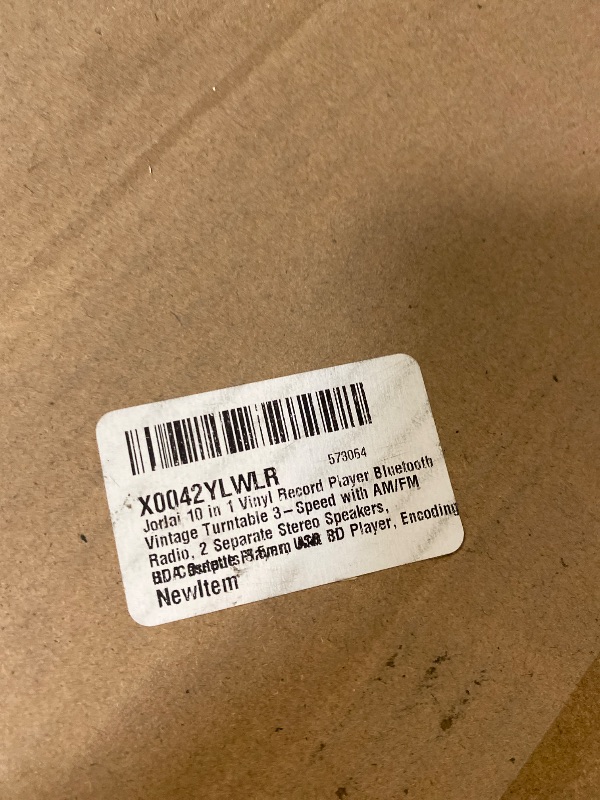 573064
X0042YLWLR
Jorlai 10 in 1 Vinyl Record Player Bluetooth
Vintage Turntable 3-Speed with AM/FM
Radio, 2 Separate Stereo Speakers,
Player, Encoding
NewItem